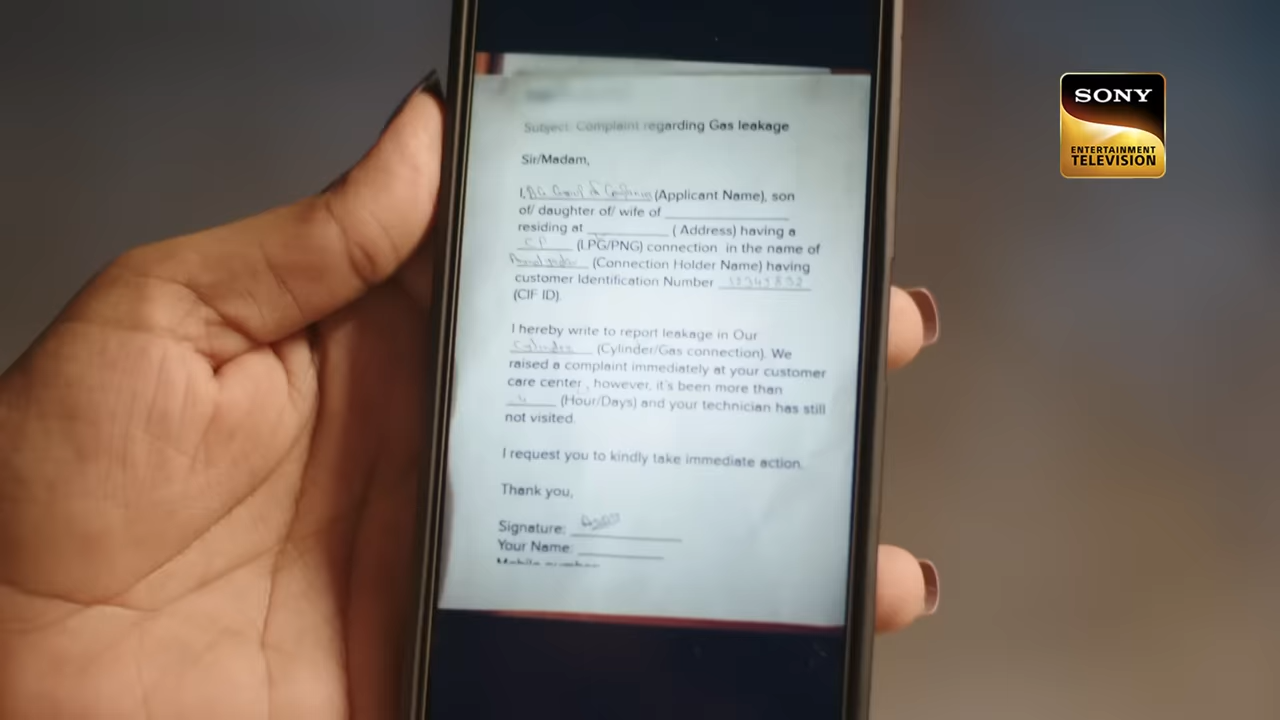 Subject: Complaint regarding Gas leakage
Sir/Madam,
I, (Applicant Name), son
of/ daughter of/ wife of ____________
residing at ________ ( Address) having a
(LPG/PNG) connection in the name of
(Connection Holder Name) having
customer Identification Number
(CIF ID).
I hereby write to report leakage in Our
Cylinder (Cylinder/Gas connection). We
raised a complaint immediately at your customer
care center , however, it's been more than
(Hour/Days) and your technician has still
not visited.
I request you to kindly take immediate action.
Thank you,
Signature:
Your Name: ________
SONY
ENTERTAINMENT
TELEVISION